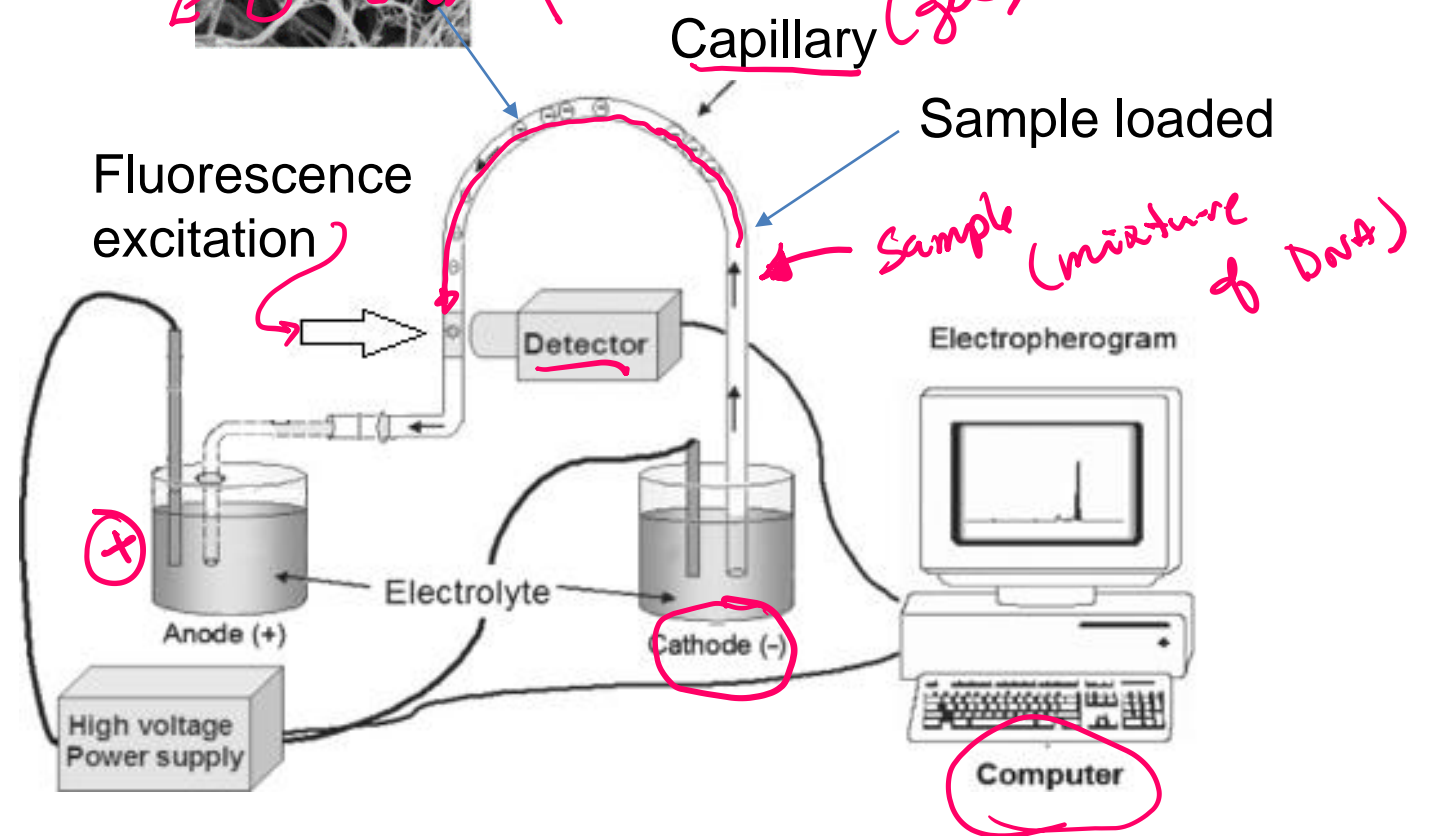 Capillary
Sample loaded
Fluorescence
excitation
Sample (mixture
of DNA)
Detector
Electropherogram
+
Electrolyte
Anode (+)
Cathode (-)
High voltage
Power supply
Computer